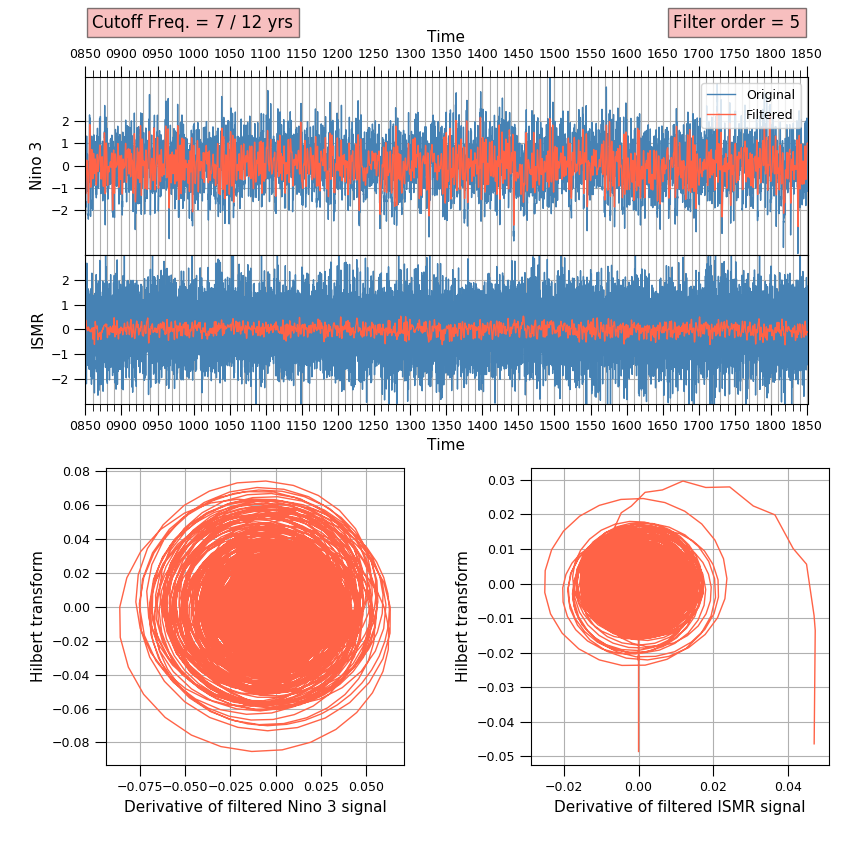 Cutoff Freq. = 7 / 12 yrs
Filter order = 5
Time
0850 0900 0950 1000 1050 1100 1150 1200 1250 1300 1350 1400 1450 1500 1550 1600 1650 1700 1750 1800 1850
Original
Filtered
Nino 3
2
1
0
−1
−2
ISMR
2
1
0
−1
−2
0850 0900 0950 1000 1050 1100 1150 1200 1250 1300 1350 1400 1450 1500 1550 1600 1650 1700 1750 1800 1850
Time
Hilbert transform
0.08
0.06
0.04
0.02
0.00
−0.02
−0.04
−0.06
−0.08
−0.075 −0.050 −0.025 0.000 0.025 0.050
Derivative of filtered Nino 3 signal
Hilbert transform
0.03
0.02
0.01
0.00
−0.01
−0.02
−0.03
−0.04
−0.05
−0.02 0.00 0.02 0.04
Derivative of filtered ISMR signal